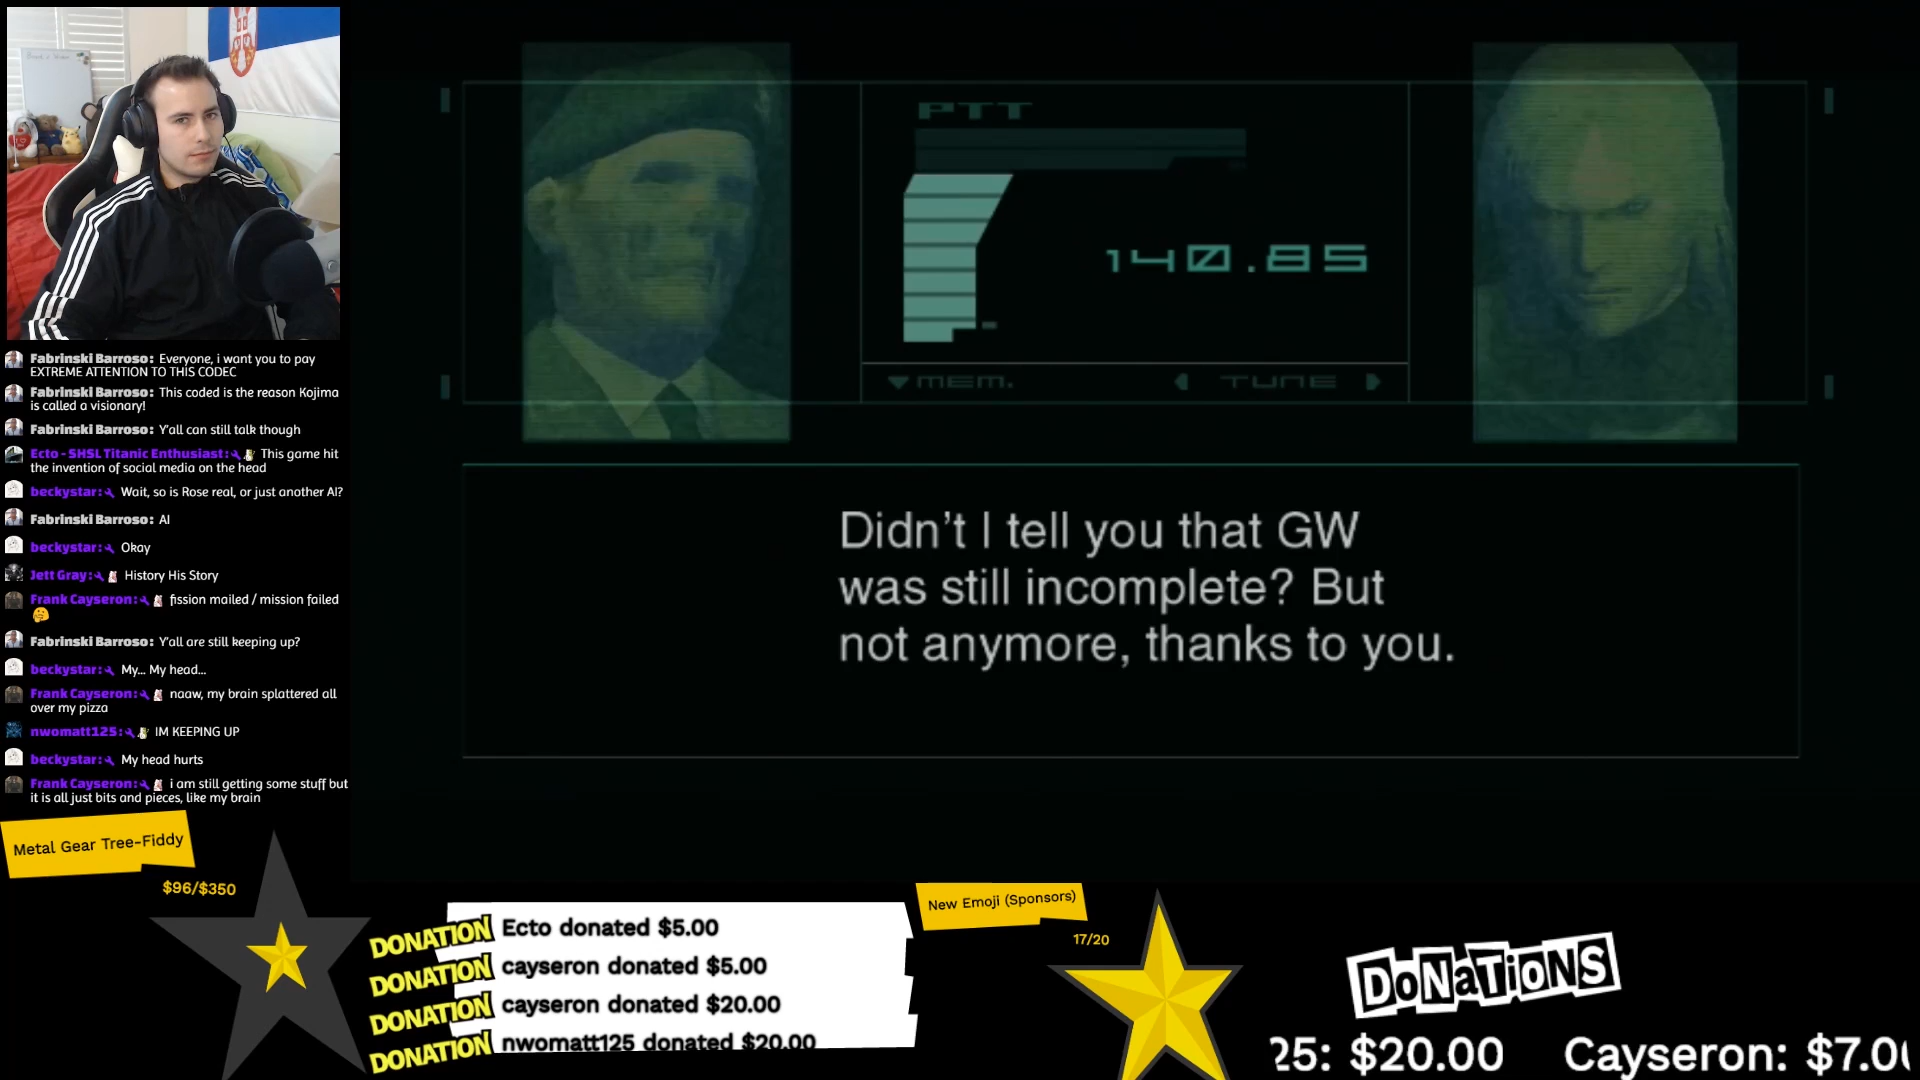 PTT
140.85
MEM.
TUNE
Didn't I tell you that GW
was still incomplete? But
not anymore, thanks to you.
Fabrinski Barroso: Everyone, i want you to pay
EXTREME ATTENTION TO THIS CODEC
Fabrinski Barroso: This coded is the reason Kojima
is called a visionary!
Fabrinski Barroso: Y'all can still talk though
Ecto - SHSL Titanic Enthusiast: This game hit
the invention of social media on the head
beckystar: Wait, so is Rose real, or just another AI?
Fabrinski Barroso: AI
beckystar: Okay
Jett Gray: History His Story
Frank Cayseron: fission mailed / mission failed
🤔
Fabrinski Barroso: Y'all are still keeping up?
beckystar: My... My head...
Frank Cayseron: naaw, my brain splattered all
over my pizza
nwomatt125: IM KEEPING UP
beckystar: My head hurts
Frank Cayseron: i am still getting some stuff but
it is all just bits and pieces, like my brain
Metal Gear Tree-Fiddy
$96/$350
DONATION Ecto donated $5.00
DONATION cayseron donated $5.00
DONATION cayseron donated $20.00
DONATION nwomatt125 donated $20.00
New Emoji (Sponsors)
17/20
DONATIONS
25: $20.00 Cayseron: $7.0